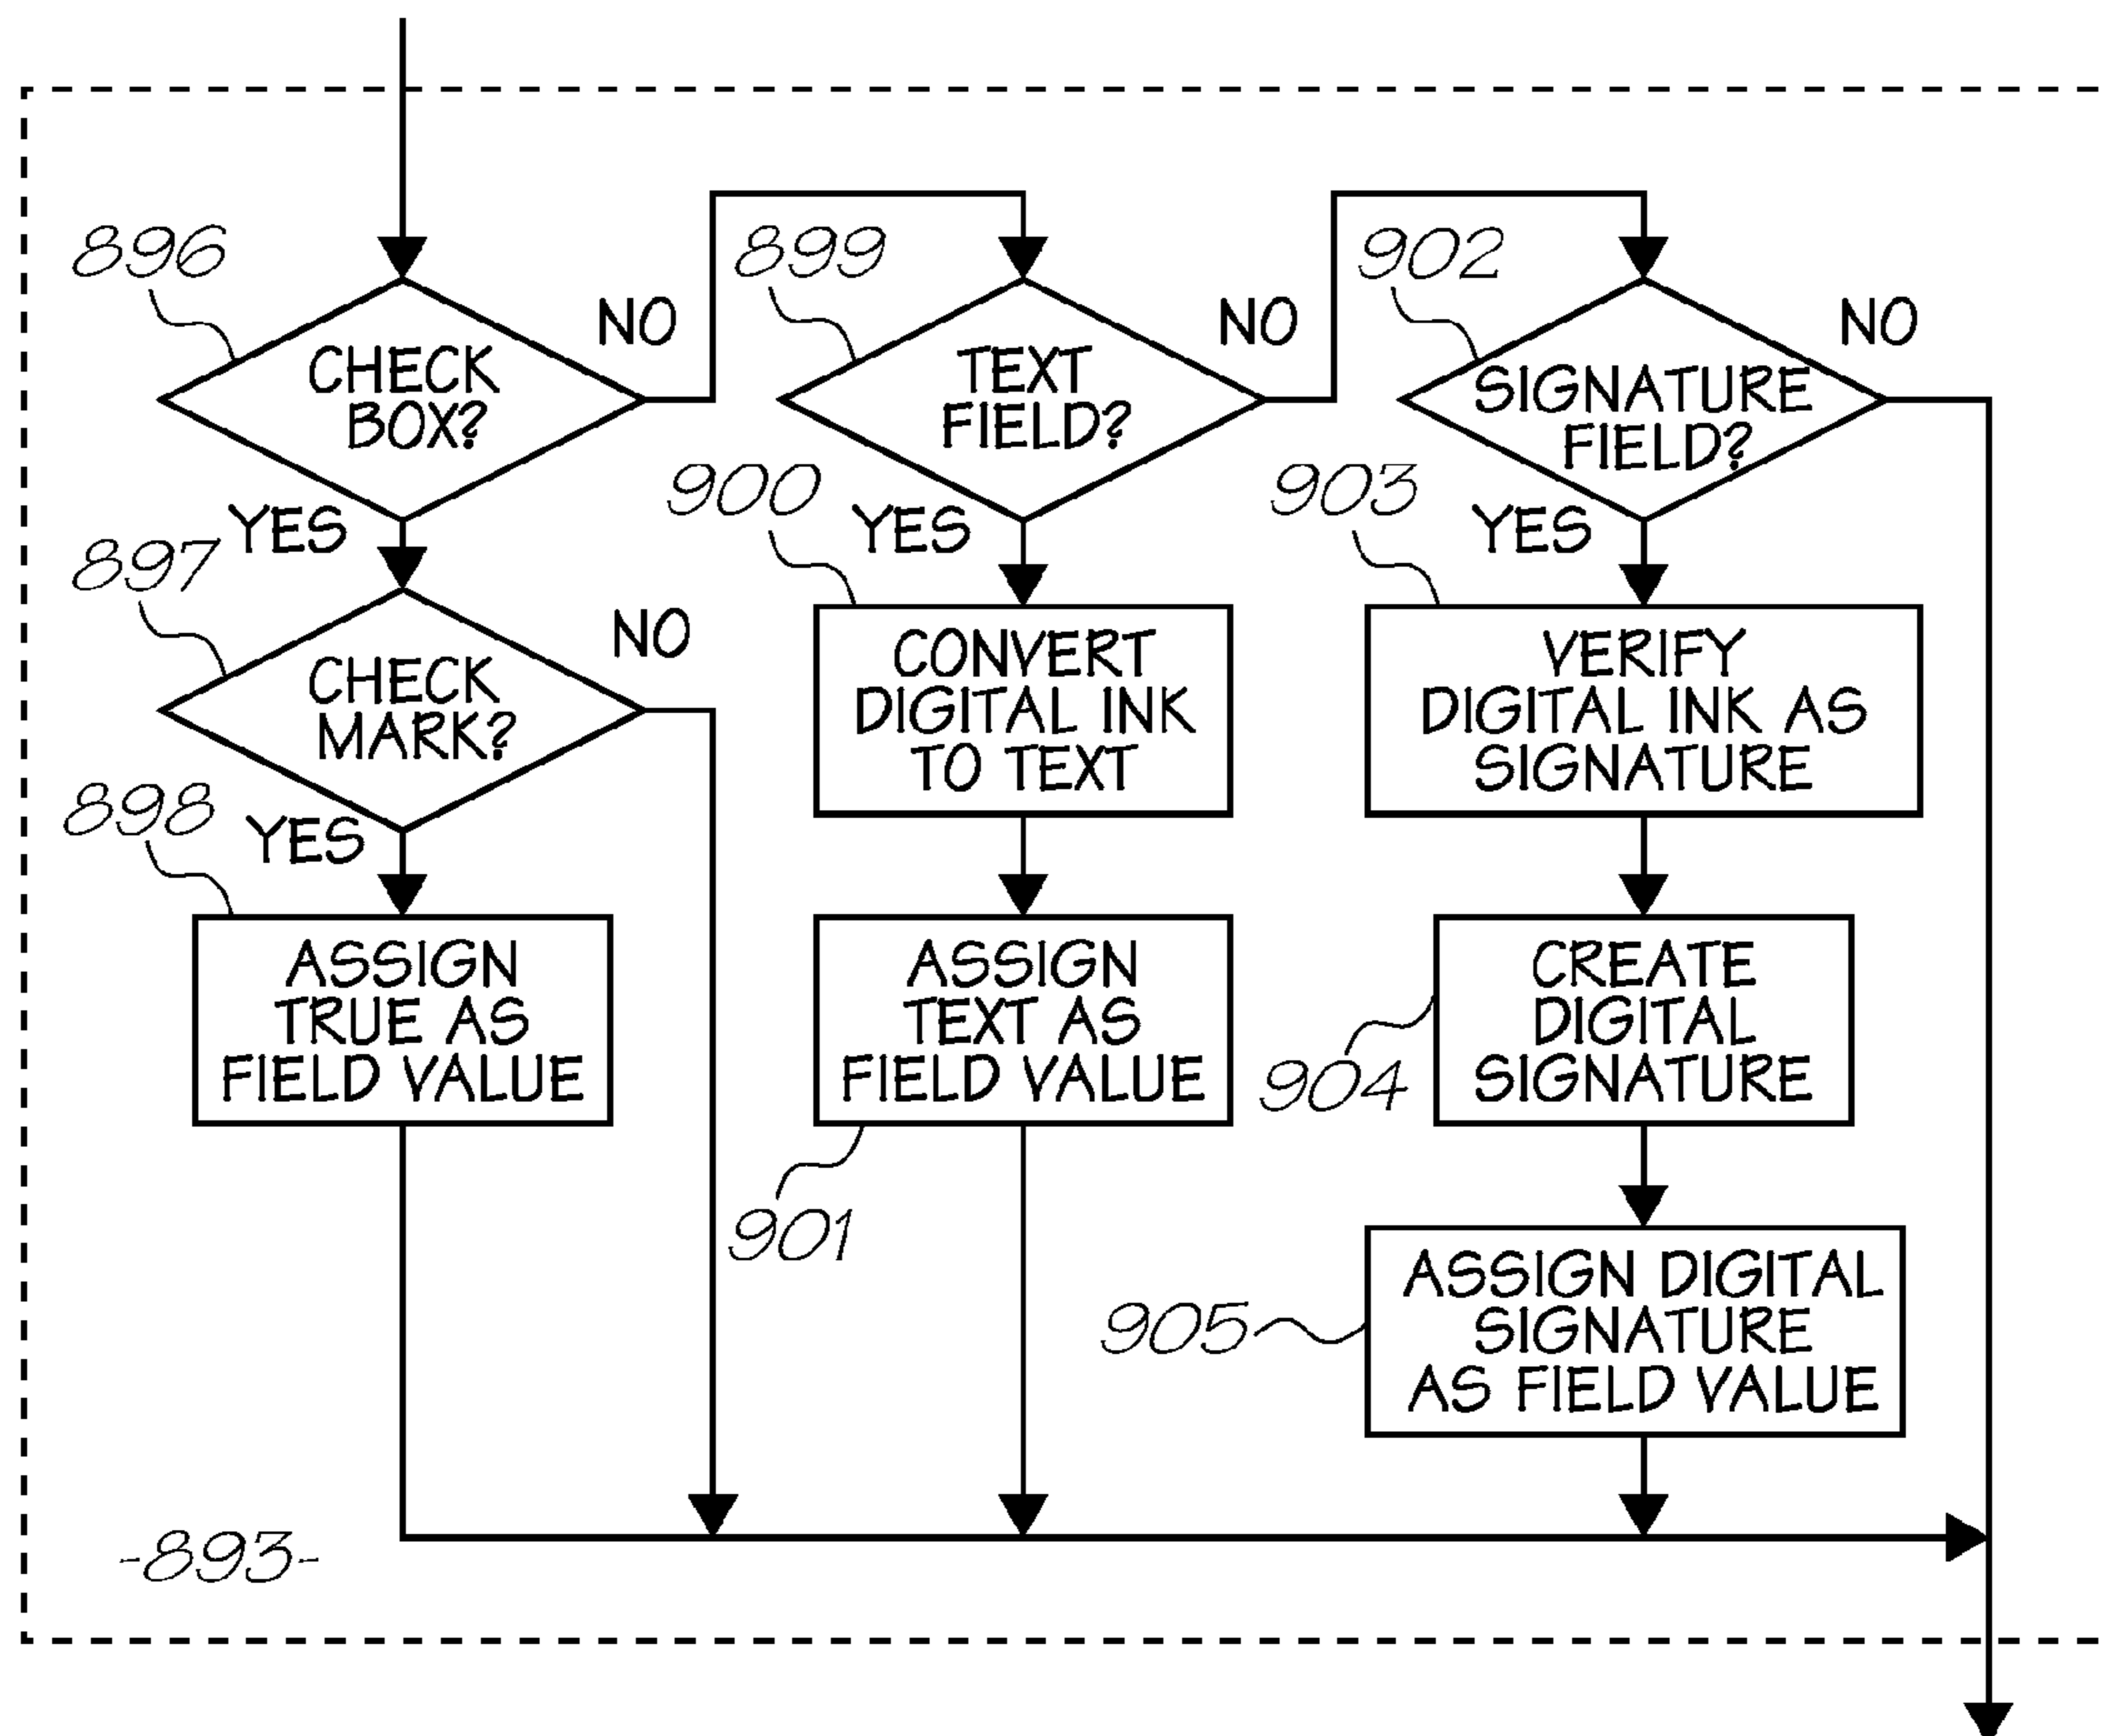 896
CHECK
BOX?
NO
YES
899
TEXT
FIELD?
NO
YES
902
SIGNATURE
FIELD?
NO
YES
897
CHECK
MARK?
NO
YES
898
ASSIGN
TRUE AS
FIELD VALUE
900
CONVERT
DIGITAL INK
TO TEXT
ASSIGN
TEXT AS
FIELD VALUE
901
903
VERIFY
DIGITAL INK AS
SIGNATURE
CREATE
DIGITAL
SIGNATURE
904
ASSIGN DIGITAL
SIGNATURE
AS FIELD VALUE
905
-893-